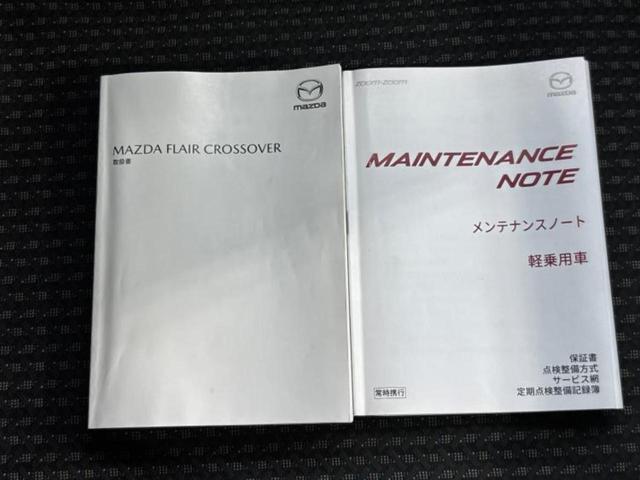 mazda
MAZDA FLAIR CROSSOVER
取扱書
zoom-zoom
mazda
MAINTENANCE
NOTE
メンテナンスノート
軽乗用車
保証書
点検整備方式
サービス網
定期点検整備記録簿
常時携行